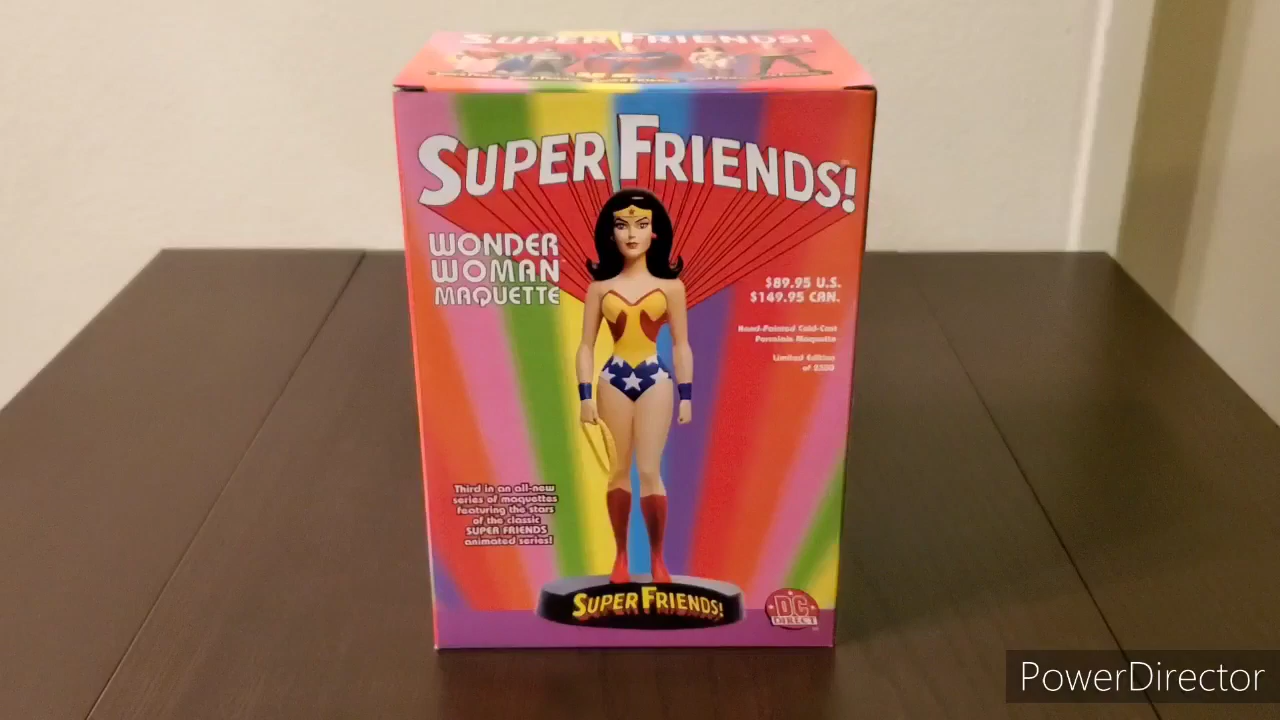 SUPER FRIENDS!
SUPER FRIENDS!
WONDER
WOMAN
MAQUETTE
$89.95 U.S.
$149.95 CAN.
Hand-Painted Cold-Cast
Porcelain Maquette
Limited Edition
of
Third in an all-new
series of maquettes
featuring the stars
of the classic
SUPER FRIENDS
animated series!
SUPER FRIENDS!
DC
DIRECT
PowerDirector